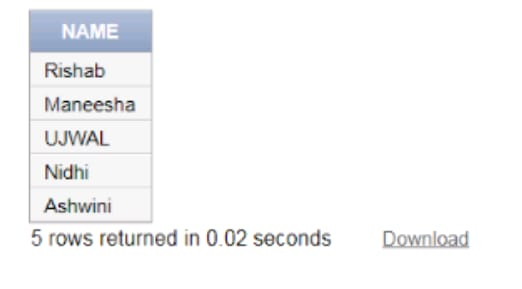 NAME
Rishab
Maneesha
UJWAL
Nidhi
Ashwini
5 rows returned in 0.02 seconds Download